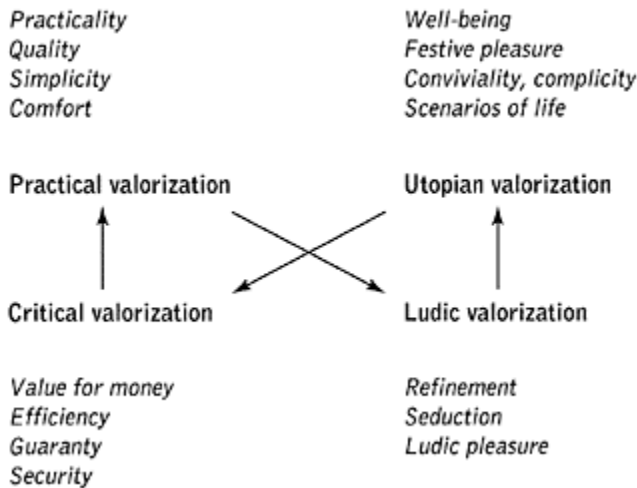 Practicality
Quality
Simplicity
Comfort
Well-being
Festive pleasure
Conviviality, complicity
Scenarios of life
Practical valorization
Utopian valorization
Critical valorization
Ludic valorization
Value for money
Efficiency
Guaranty
Security
Refinement
Seduction
Ludic pleasure